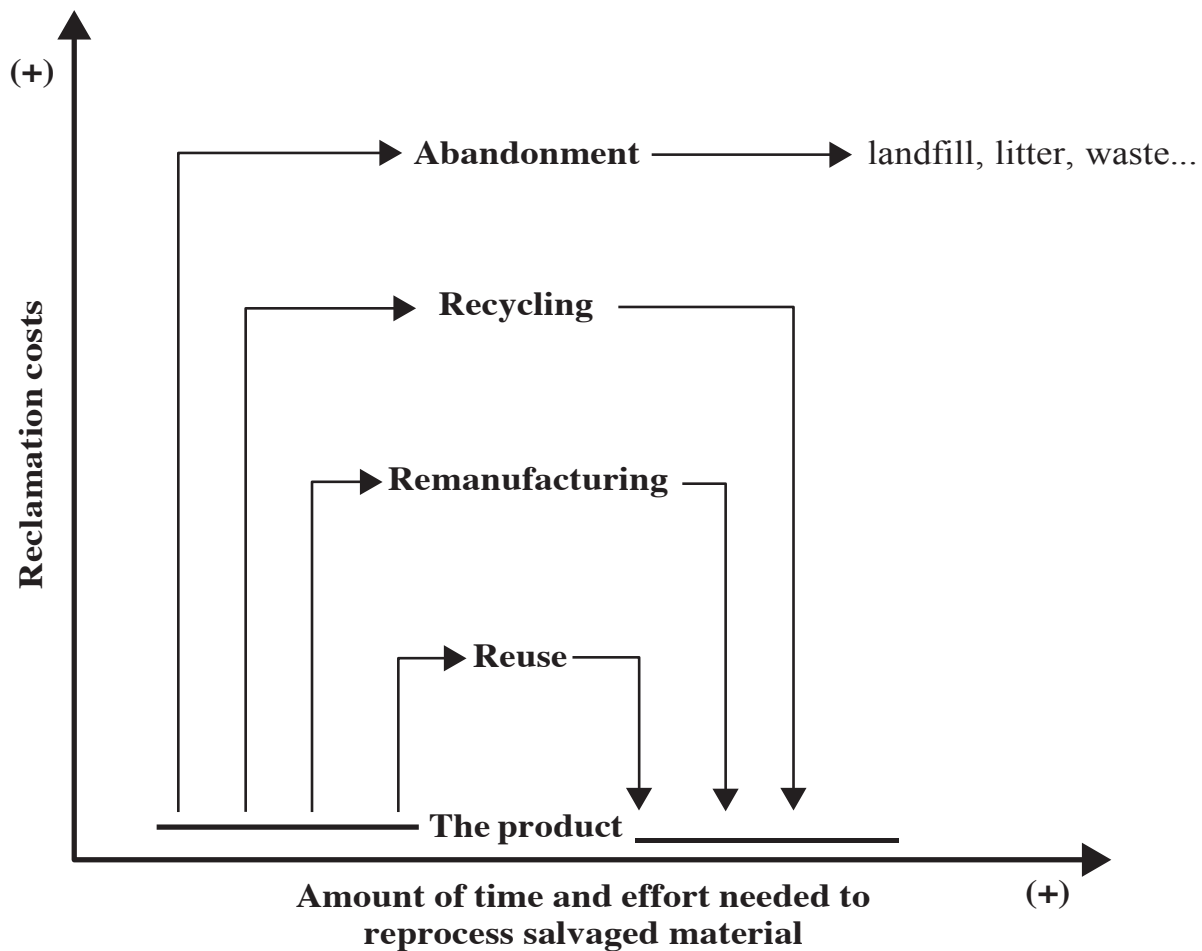 (+)
Abandonment
landfill, litter, waste...
Recycling
Reclamation costs
Remanufacturing
Reuse
The product
Amount of time and effort needed to
reprocess salvaged material
(+)